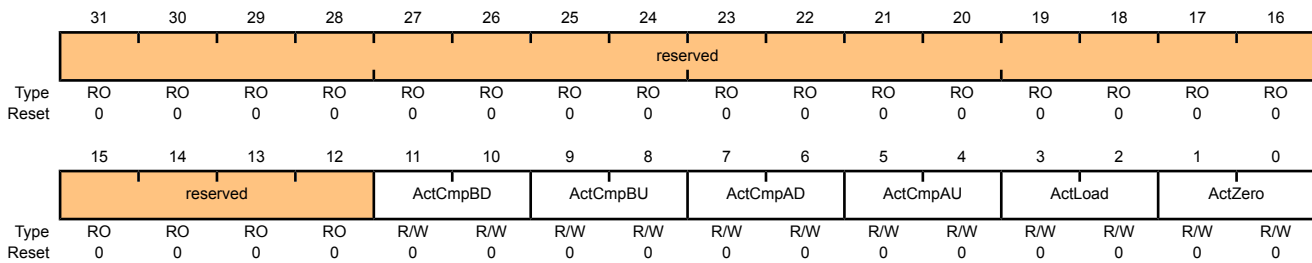 31 30 29 28 27 26 25 24 23 22 21 20 19 18 17 16
reserved
Type RO RO RO RO RO RO RO RO RO RO RO RO RO RO RO RO
Reset 0 0 0 0 0 0 0 0 0 0 0 0 0 0 0 0
15 14 13 12 11 10 9 8 7 6 5 4 3 2 1 0
reserved ActCmpBD ActCmpBU ActCmpAD ActCmpAU ActLoad ActZero
Type RO RO RO RO R/W R/W R/W R/W R/W R/W R/W R/W R/W R/W R/W R/W
Reset 0 0 0 0 0 0 0 0 0 0 0 0 0 0 0 0